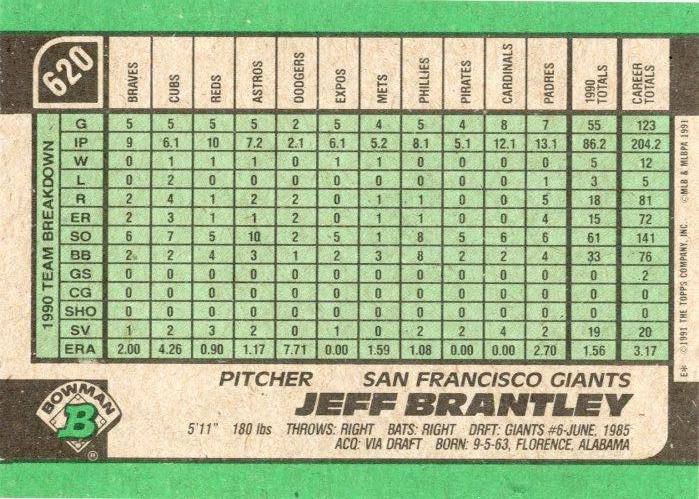 620
BRAVES CUBS REDS ASTROS DODGERS EXPOS METS PHILLIES PIRATES CARDINALS PADRES 1990 TOTALS CAREER TOTALS
1990 TEAM BREAKDOWN
G 5 5 5 5 2 5 4 5 4 8 7 55 123
IP 9 6.1 10 7.2 2.1 6.1 5.2 8.1 5.1 12.1 13.1 86.2 204.2
W 0 1 1 1 0 1 1 0 0 0 0 5 12
L 0 2 0 0 0 0 0 0 0 0 1 3 5
R 2 4 1 2 2 0 1 1 0 0 5 18 81
ER 2 3 1 1 2 0 1 1 0 0 4 15 72
SO 6 7 5 10 2 5 1 8 5 6 6 61 141
BB 2 2 4 3 1 2 3 8 2 2 4 33 76
GS 0 0 0 0 0 0 0 0 0 0 0 0 2
CG 0 0 0 0 0 0 0 0 0 0 0 0 0
SHO 0 0 0 0 0 0 0 0 0 0 0 0 0
SV 1 2 3 2 0 1 0 2 2 4 2 19 20
ERA 2.00 4.26 0.90 1.17 7.71 0.00 1.59 1.08 0.00 0.00 2.70 1.56 3.17
E* ©1991 THE TOPPS COMPANY, INC. ©MLB & MLBPA 1991
BOWMAN
B
®
PITCHER SAN FRANCISCO GIANTS
JEFF BRANTLEY
5'11" 180 lbs THROWS: RIGHT BATS: RIGHT DRFT: GIANTS #6-JUNE, 1985
ACQ: VIA DRAFT BORN: 9-5-63, FLORENCE, ALABAMA